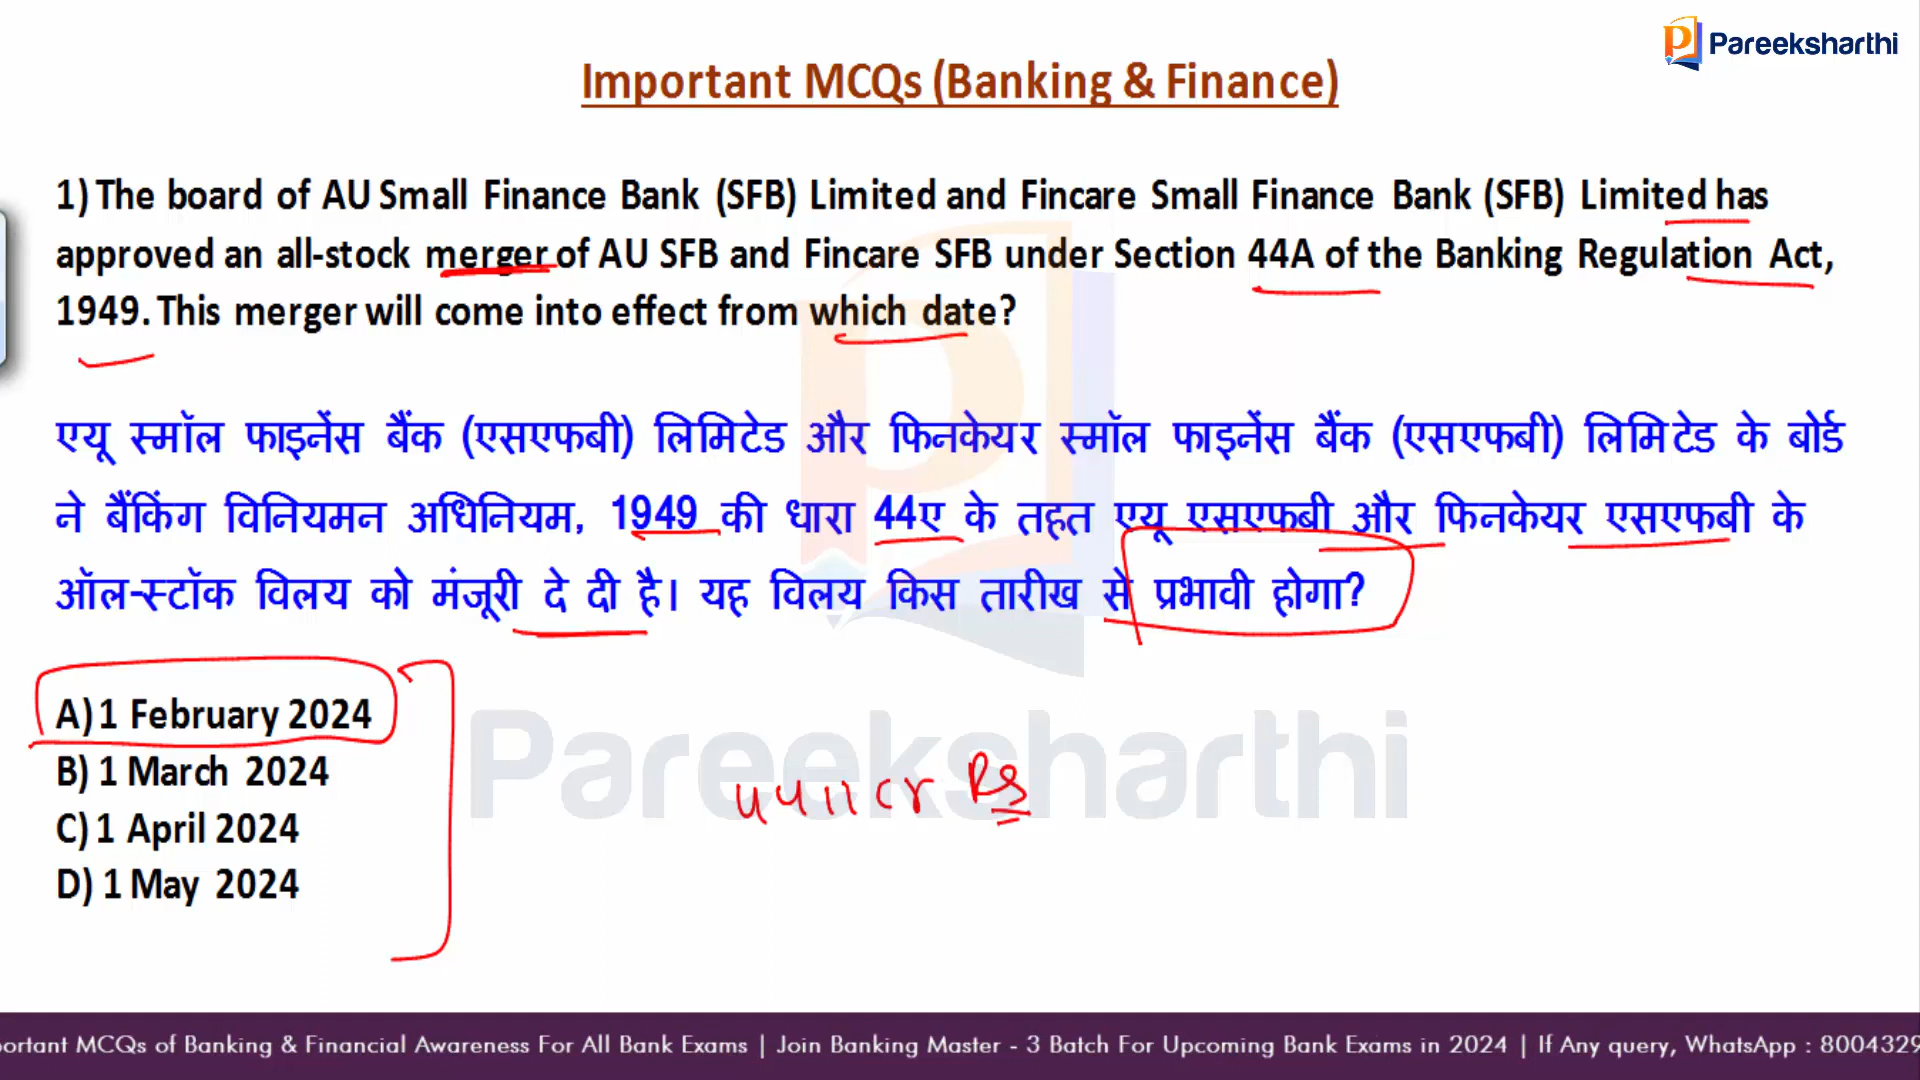 Pareeksharthi
Important MCQs (Banking & Finance)
1) The board of AU Small Finance Bank (SFB) Limited and Fincare Small Finance Bank (SFB) Limited has
approved an all-stock merger of AU SFB and Fincare SFB under Section 44A of the Banking Regulation Act,
1949. This merger will come into effect from which date?
एयू स्मॉल फाइनेंस बैंक (एसएफबी) लिमिटेड और फिनकेयर स्मॉल फाइनेंस बैंक (एसएफबी) लिमिटेड के बोर्ड
ने बैंकिंग विनियमन अधिनियम, 1949 की धारा 44ए के तहत एयू एसएफबी और फिनकेयर एसएफबी के
ऑल-स्टॉक विलय को मंजूरी दे दी है। यह विलय किस तारीख से प्रभावी होगा?
A) 1 February 2024
B) 1 March 2024
C) 1 April 2024
D) 1 May 2024
Pareeksharthi
4411 Cr Rs
ortant MCQs of Banking & Financial Awareness For All Bank Exams | Join Banking Master - 3 Batch For Upcoming Bank Exams in 2024 | If Any query, WhatsApp : 8004329